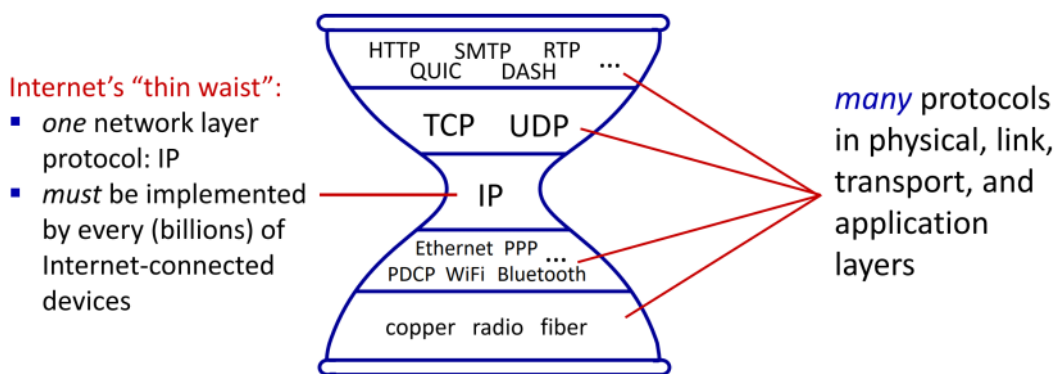 Internet's "thin waist":
▪ one network layer
protocol: IP
▪ must be implemented
by every (billions) of
Internet-connected
devices
HTTP SMTP RTP
QUIC DASH ...
TCP UDP
IP
Ethernet PPP ...
PDCP WiFi Bluetooth
copper radio fiber
many protocols
in physical, link,
transport, and
application
layers